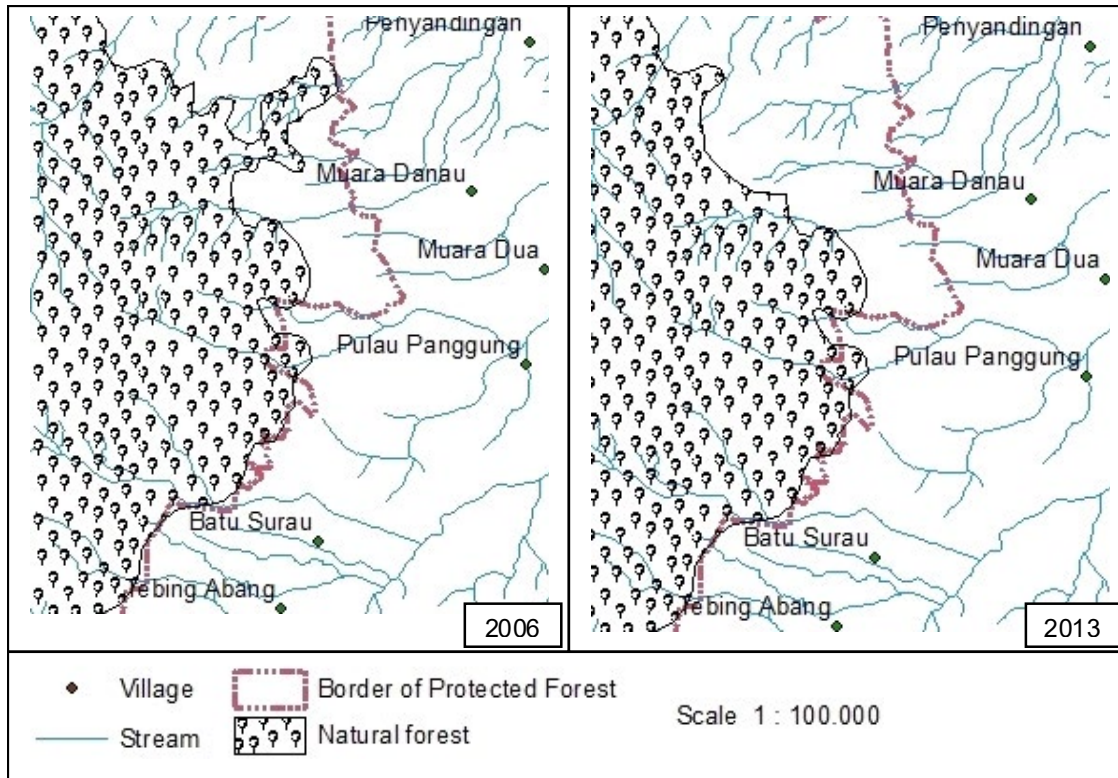 Penyandingan
Muara Danau
Muara Dua
Pulau Panggung
Batu Surau
Tebing Abang
2006
Penyandingan
Muara Danau
Muara Dua
Pulau Panggung
Batu Surau
Tebing Abang
2013
Village
Border of Protected Forest
Stream
Natural forest
Scale 1 : 100.000